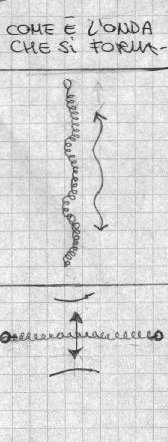 COME È L'ONDA
CHE SI FORMA-